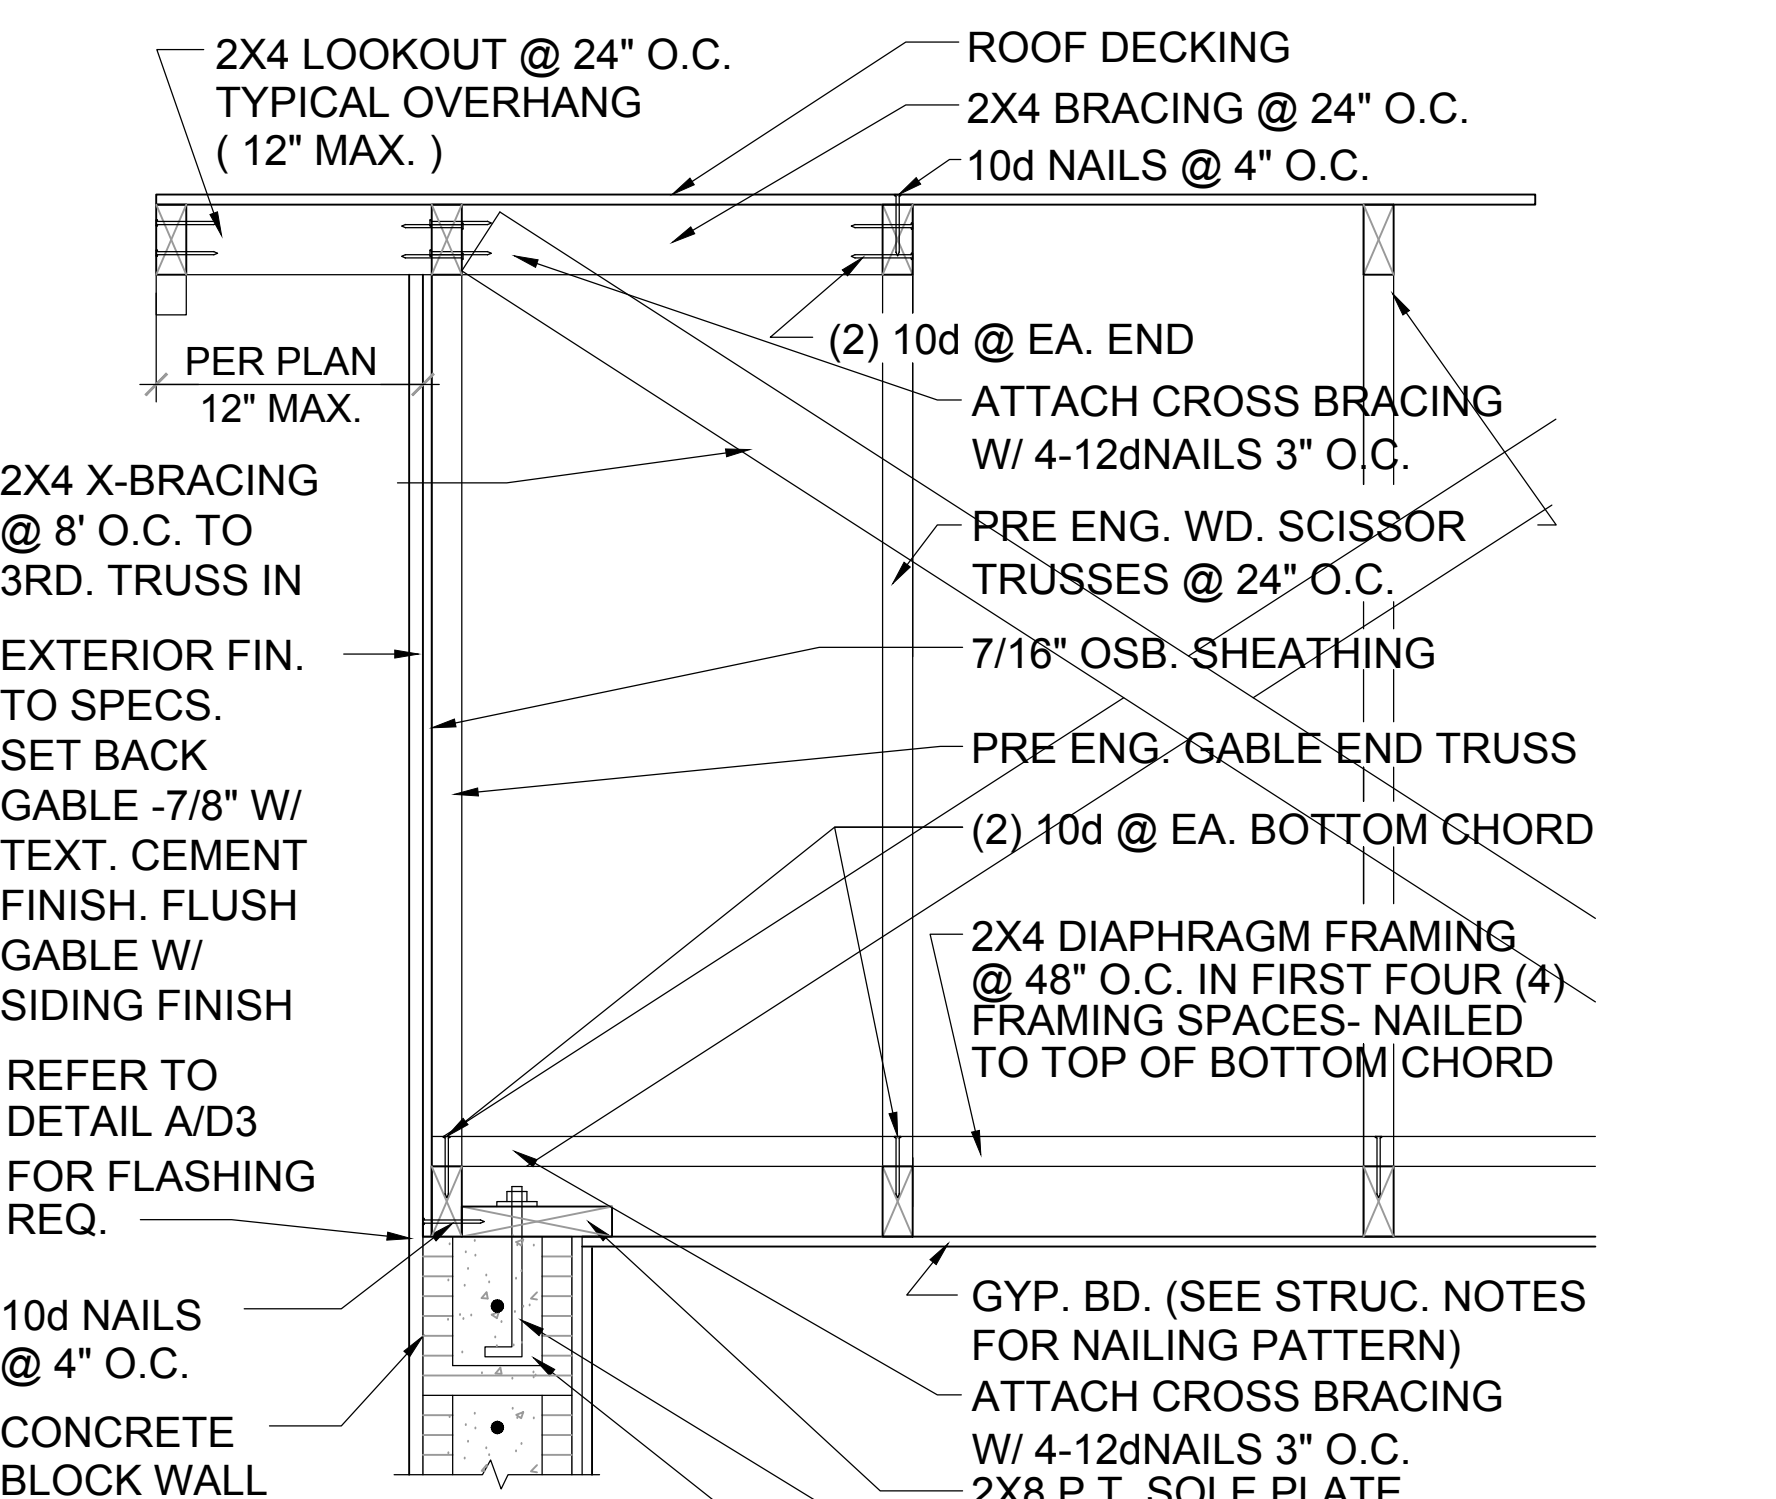 2X4 LOOKOUT @ 24" O.C.
TYPICAL OVERHANG
( 12" MAX. )
ROOF DECKING
2X4 BRACING @ 24" O.C.
10d NAILS @ 4" O.C.
(2) 10d @ EA. END
PER PLAN
12" MAX.
ATTACH CROSS BRACING
W/ 4-12dNAILS 3" O.C.
2X4 X-BRACING
@ 8' O.C. TO
3RD. TRUSS IN
PRE ENG. WD. SCISSOR
TRUSSES @ 24" O.C.
EXTERIOR FIN.
TO SPECS.
SET BACK
GABLE -7/8" W/
TEXT. CEMENT
FINISH. FLUSH
GABLE W/
SIDING FINISH
7/16" OSB. SHEATHING
PRE ENG. GABLE END TRUSS
(2) 10d @ EA. BOTTOM CHORD
2X4 DIAPHRAGM FRAMING
@ 48" O.C. IN FIRST FOUR (4)
FRAMING SPACES- NAILED
TO TOP OF BOTTOM CHORD
REFER TO
DETAIL A/D3
FOR FLASHING
REQ.
10d NAILS
@ 4" O.C.
CONCRETE
BLOCK WALL
GYP. BD. (SEE STRUC. NOTES
FOR NAILING PATTERN)
ATTACH CROSS BRACING
W/ 4-12dNAILS 3" O.C.
2X8 P.T. SOLE PLATE